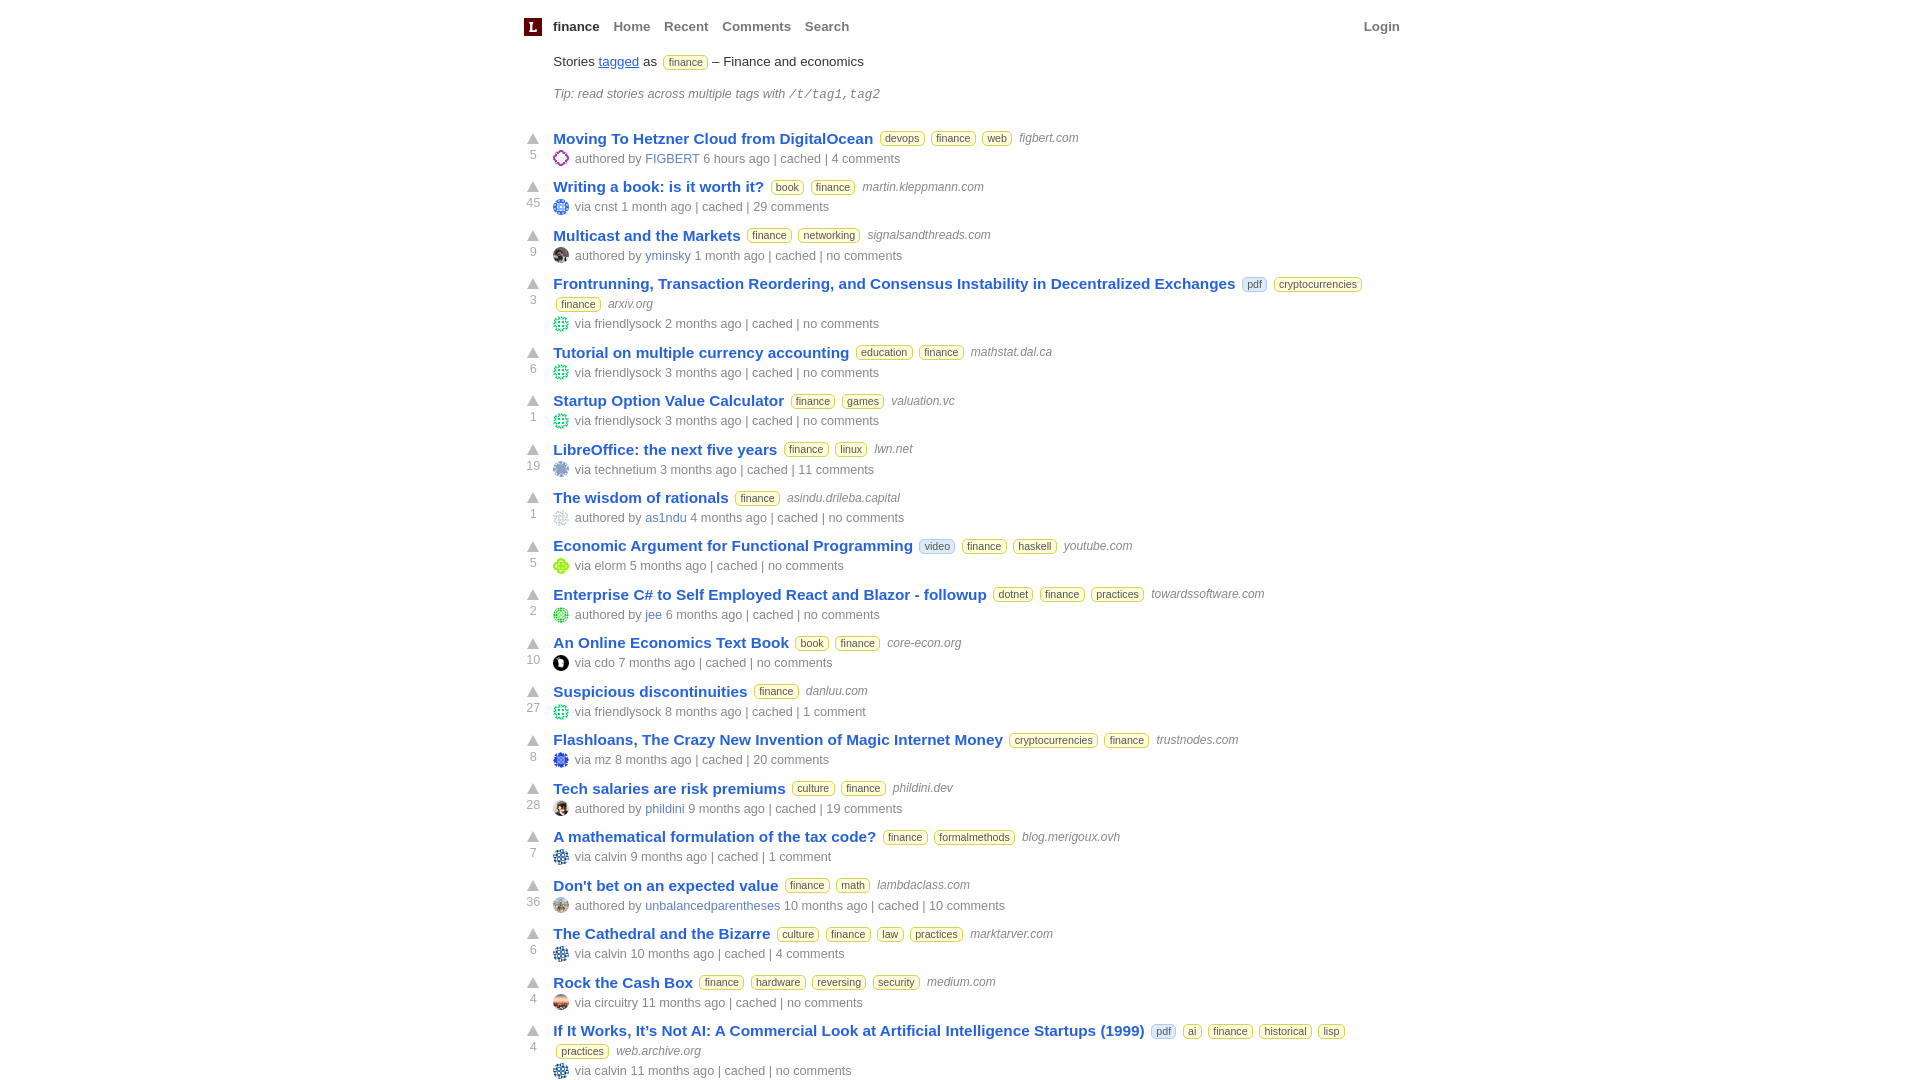 L finance Home Recent Comments Search Login
Stories tagged as finance – Finance and economics
Tip: read stories across multiple tags with /t/tag1,tag2
Moving To Hetzner Cloud from DigitalOcean devops finance web figbert.com
5 authored by FIGBERT 6 hours ago | cached | 4 comments
Writing a book: is it worth it? book finance martin.kleppmann.com
45 via cnst 1 month ago | cached | 29 comments
Multicast and the Markets finance networking signalsandthreads.com
9 authored by yminsky 1 month ago | cached | no comments
Frontrunning, Transaction Reordering, and Consensus Instability in Decentralized Exchanges pdf cryptocurrencies
3 finance arxiv.org
via friendlysock 2 months ago | cached | no comments
Tutorial on multiple currency accounting education finance mathstat.dal.ca
6 via friendlysock 3 months ago | cached | no comments
Startup Option Value Calculator finance games valuation.vc
1 via friendlysock 3 months ago | cached | no comments
LibreOffice: the next five years finance linux lwn.net
19 via technetium 3 months ago | cached | 11 comments
The wisdom of rationals finance asindu.drileba.capital
1 authored by as1ndu 4 months ago | cached | no comments
Economic Argument for Functional Programming video finance haskell youtube.com
5 via elorm 5 months ago | cached | no comments
Enterprise C# to Self Employed React and Blazor - followup dotnet finance practices towardssoftware.com
2 authored by jee 6 months ago | cached | no comments
An Online Economics Text Book book finance core-econ.org
10 via cdo 7 months ago | cached | no comments
Suspicious discontinuities finance danluu.com
27 via friendlysock 8 months ago | cached | 1 comment
Flashloans, The Crazy New Invention of Magic Internet Money cryptocurrencies finance trustnodes.com
8 via mz 8 months ago | cached | 20 comments
Tech salaries are risk premiums culture finance phildini.dev
28 authored by phildini 9 months ago | cached | 19 comments
A mathematical formulation of the tax code? finance formalmethods blog.merigoux.ovh
7 via calvin 9 months ago | cached | 1 comment
Don't bet on an expected value finance math lambdaclass.com
36 authored by unbalancedparentheses 10 months ago | cached | 10 comments
The Cathedral and the Bizarre culture finance law practices marktarver.com
6 via calvin 10 months ago | cached | 4 comments
Rock the Cash Box finance hardware reversing security medium.com
4 via circuitry 11 months ago | cached | no comments
If It Works, It’s Not AI: A Commercial Look at Artificial Intelligence Startups (1999) pdf ai finance historical lisp
4 practices web.archive.org
via calvin 11 months ago | cached | no comments